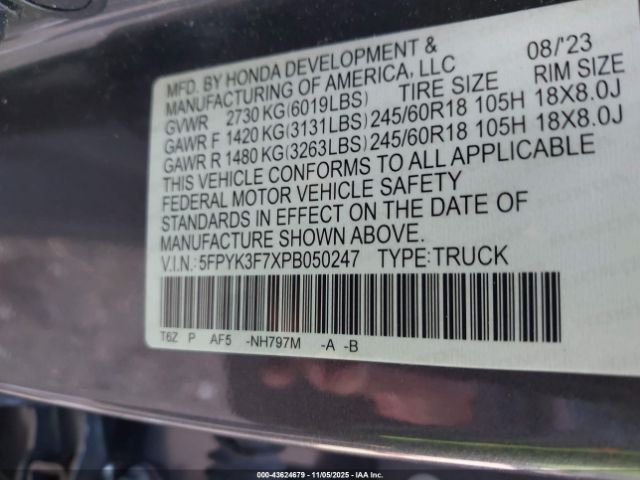 MFD. BY HONDA DEVELOPMENT & 08/'23
MANUFACTURING OF AMERICA, LLC
GVWR 2730 KG(6019LBS) TIRE SIZE RIM SIZE
GAWR F 1420 KG(3131LBS) 245/60R18 105H 18X8.0J
GAWR R 1480 KG(3263LBS) 245/60R18 105H 18X8.0J
THIS VEHICLE CONFORMS TO ALL APPLICABLE
FEDERAL MOTOR VEHICLE SAFETY
STANDARDS IN EFFECT ON THE DATE OF
MANUFACTURE SHOWN ABOVE.
V.I.N.: 5FPYK3F7XPB050247 TYPE:TRUCK
T6Z P AF5 -NH797M -A -B
000-43624679 - 11/05/2025 - IAA Inc.